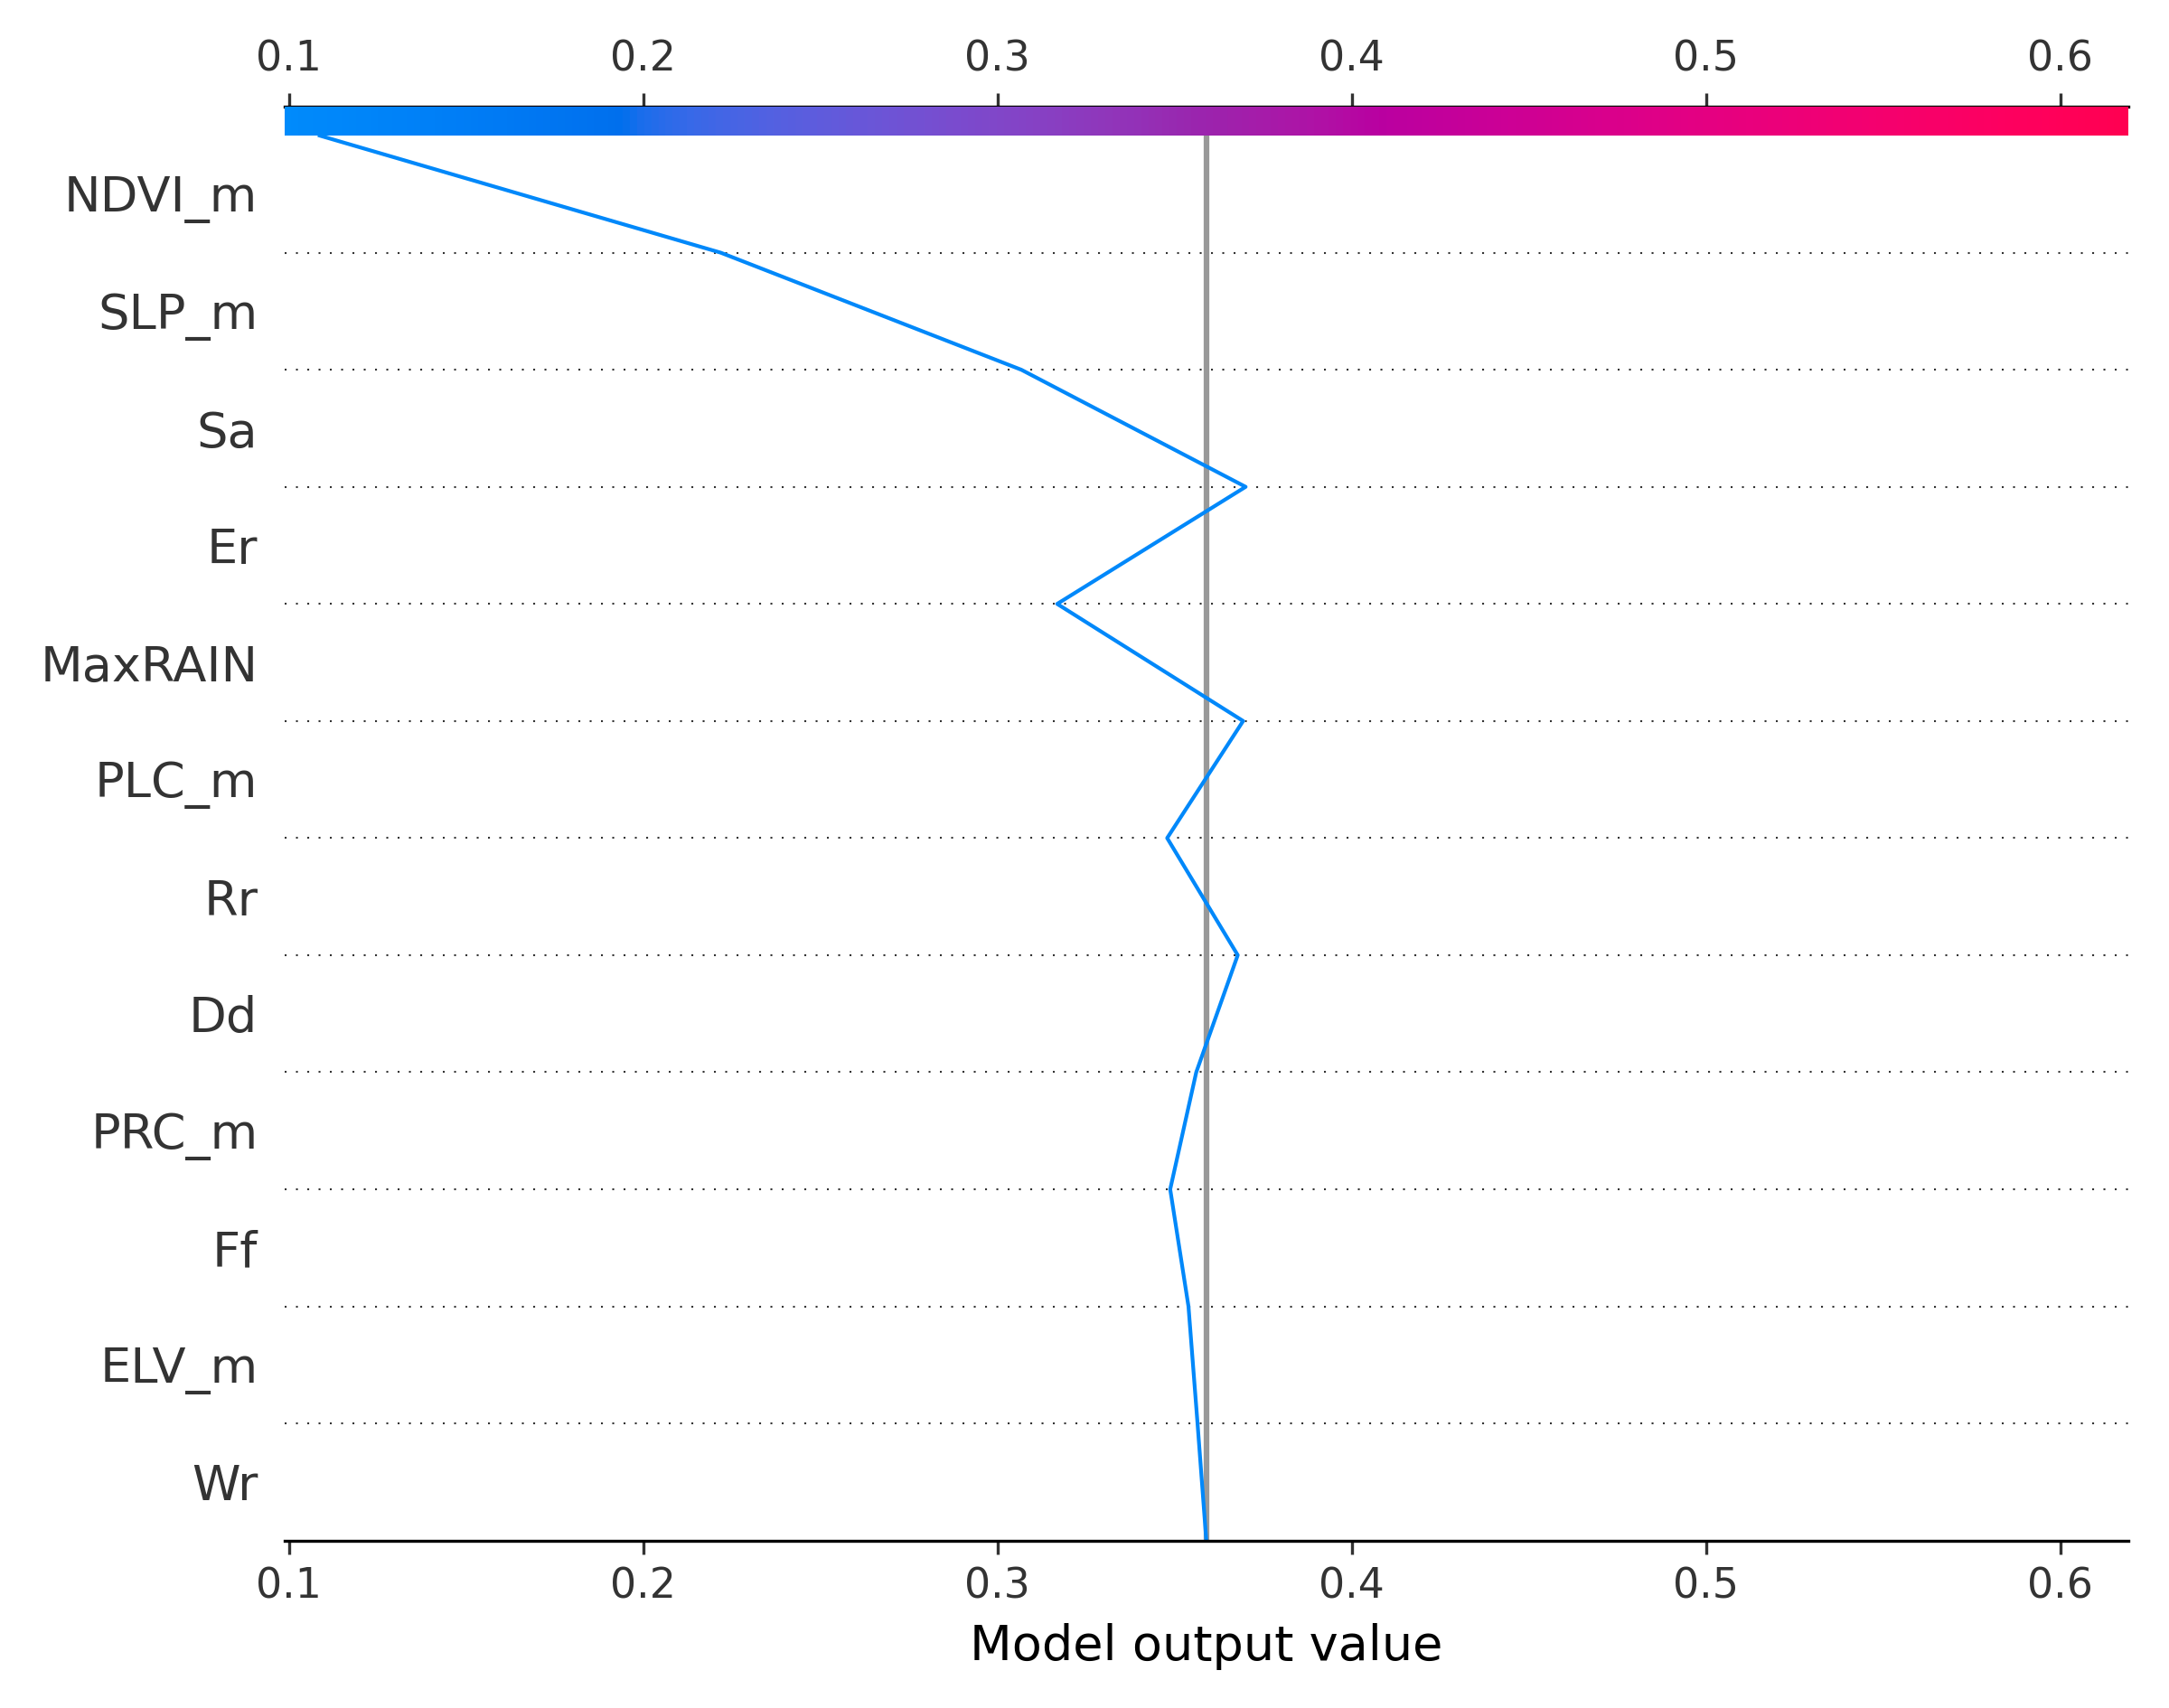 0.1 0.2 0.3 0.4 0.5 0.6
NDVI_m
SLP_m
Sa
Er
MaxRAIN
PLC_m
Rr
Dd
PRC_m
Ff
ELV_m
Wr
0.1 0.2 0.3 0.4 0.5 0.6
Model output value